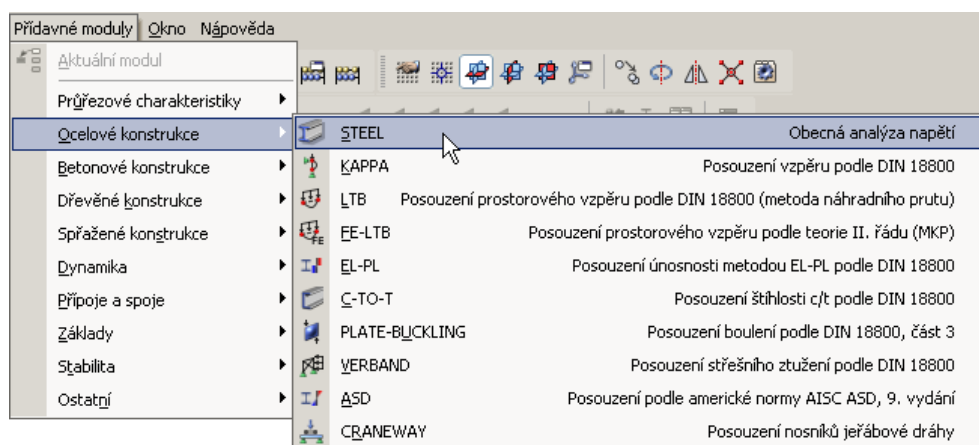 Přídavné moduly Okno Nápověda
Aktuální modul
Průřezové charakteristiky
Ocelové konstrukce
Betonové konstrukce
Dřevěné konstrukce
Spřažené konstrukce
Dynamika
Přípoje a spoje
Základy
Stabilita
Ostatní
STEEL Obecná analýza napětí
KAPPA Posouzení vzpěru podle DIN 18800
LTB Posouzení prostorového vzpěru podle DIN 18800 (metoda náhradního prutu)
FE-LTB Posouzení prostorového vzpěru podle teorie II. řádu (MKP)
EL-PL Posouzení únosnosti metodou EL-PL podle DIN 18800
C-TO-T Posouzení štíhlosti c/t podle DIN 18800
PLATE-BUCKLING Posouzení boulení podle DIN 18800, část 3
VERBAND Posouzení střešního ztužení podle DIN 18800
ASD Posouzení podle americké normy AISC ASD, 9. vydání
CRANEWAY Posouzení nosníků jeřábové dráhy